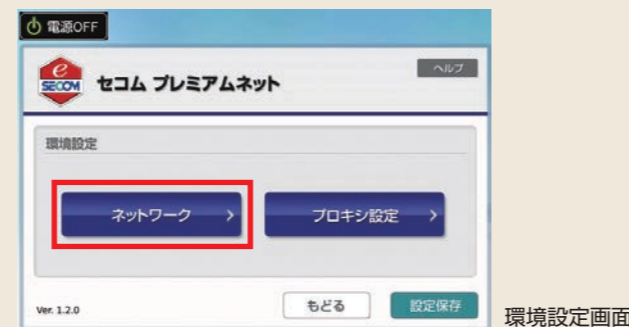 電源OFF
e
SECOM
セコム プレミアムネット
ヘルプ
環境設定
ネットワーク >
プロキシ設定 >
Ver. 1.2.0
もどる
設定保存
環境設定画面